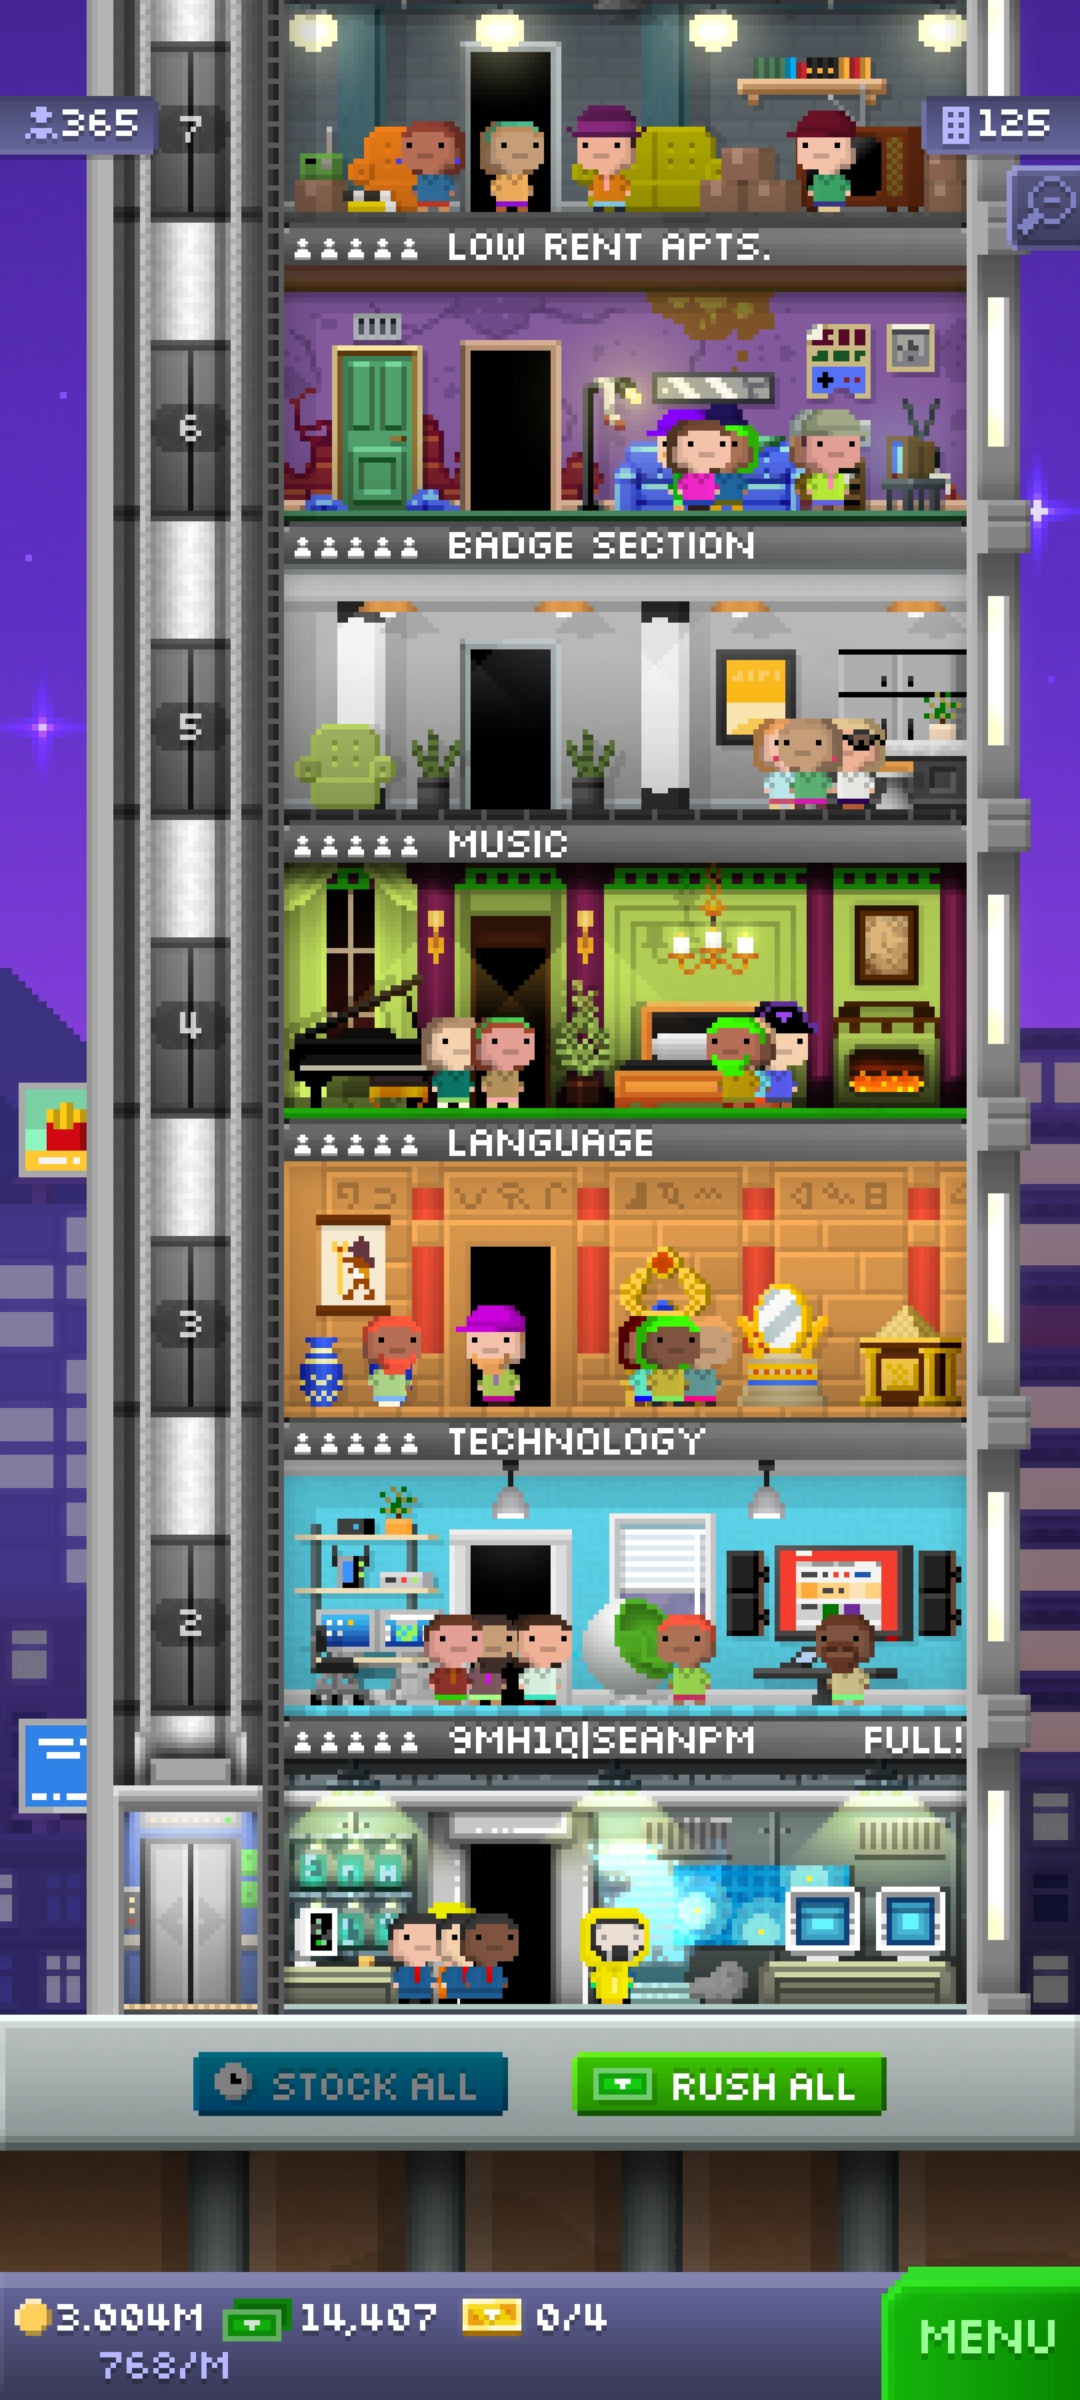 365
7
125
LOW RENT APTS.
6
BADGE SECTION
5
MUSIC
4
LANGUAGE
3
TECHNOLOGY
2
9MH1Q|SEANPM FULL!
STOCK ALL
RUSH ALL
3.004M 14,407 0/4
768/M
MENU